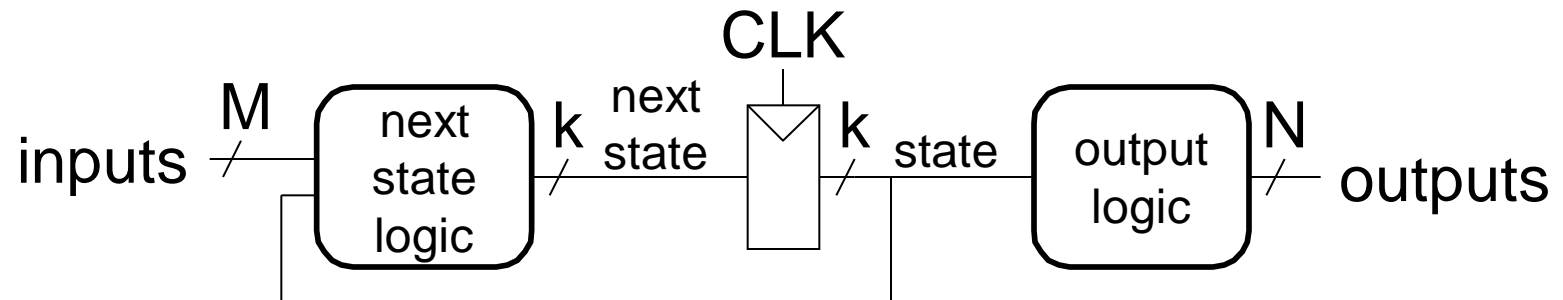 CLK
inputs
M
next
state
logic
k
next
state
k
state
output
logic
N
outputs